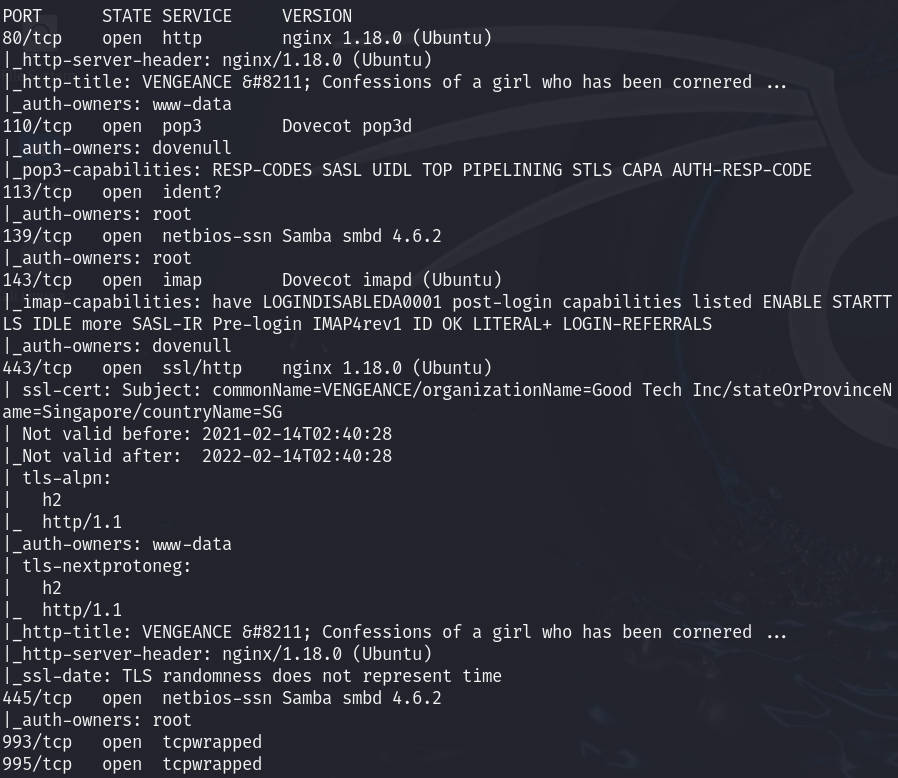 PORT      STATE SERVICE     VERSION
80/tcp    open  http        nginx 1.18.0 (Ubuntu)
|_http-server-header: nginx/1.18.0 (Ubuntu)
|_http-title: VENGEANCE &#8211; Confessions of a girl who has been cornered ...
|_auth-owners: www-data
110/tcp   open  pop3        Dovecot pop3d
|_auth-owners: dovenull
|_pop3-capabilities: RESP-CODES SASL UIDL TOP PIPELINING STLS CAPA AUTH-RESP-CODE
113/tcp   open  ident?
|_auth-owners: root
139/tcp   open  netbios-ssn Samba smbd 4.6.2
|_auth-owners: root
143/tcp   open  imap        Dovecot imapd (Ubuntu)
|_imap-capabilities: have LOGINDISABLEDA0001 post-login capabilities listed ENABLE STARTT
LS IDLE more SASL-IR Pre-login IMAP4rev1 ID OK LITERAL+ LOGIN-REFERRALS
|_auth-owners: dovenull
443/tcp   open  ssl/http    nginx 1.18.0 (Ubuntu)
| ssl-cert: Subject: commonName=VENGEANCE/organizationName=Good Tech Inc/stateOrProvinceN
ame=Singapore/countryName=SG
| Not valid before: 2021-02-14T02:40:28
|_Not valid after:  2022-02-14T02:40:28
| tls-alpn:
|   h2
|_  http/1.1
|_auth-owners: www-data
| tls-nextprotoneg:
|   h2
|_  http/1.1
|_http-title: VENGEANCE &#8211; Confessions of a girl who has been cornered ...
|_http-server-header: nginx/1.18.0 (Ubuntu)
|_ssl-date: TLS randomness does not represent time
445/tcp   open  netbios-ssn Samba smbd 4.6.2
|_auth-owners: root
993/tcp   open  tcpwrapped
995/tcp   open  tcpwrapped